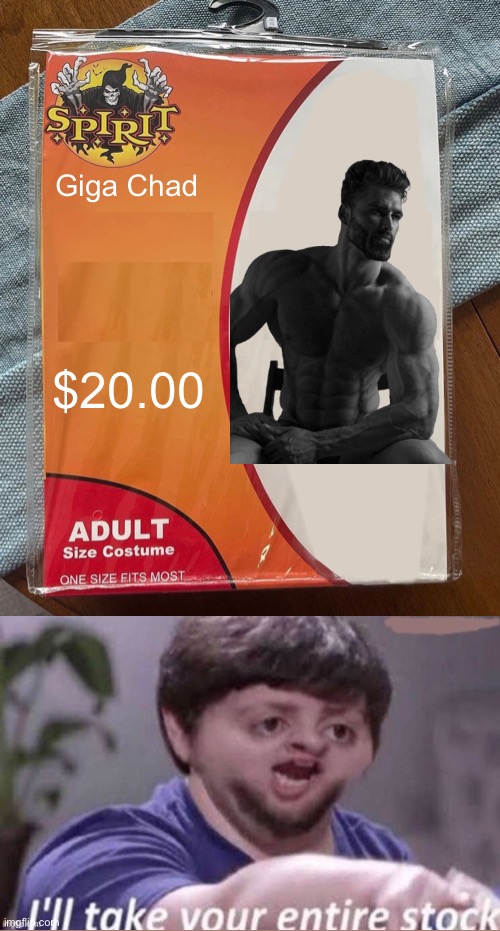 SPIRIT
Giga Chad
$20.00
ADULT
Size Costume
ONE SIZE FITS MOST
I'll take your entire stock
imgflip.com